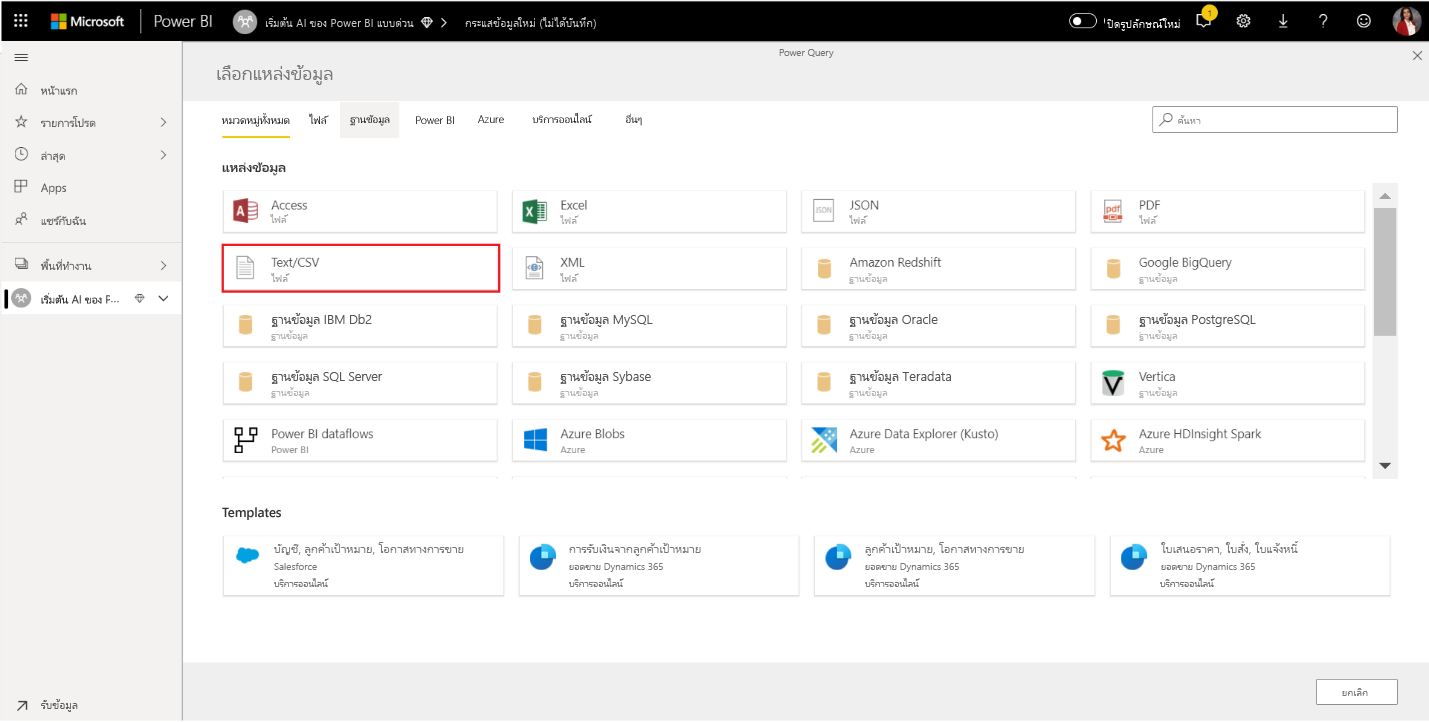 Microsoft Power BI เริ่มต้น AI ของ Power BI แบบด่วน กระแสข้อมูลใหม่ (ไม่ได้บันทึก) ปิดรูปลักษณ์ใหม่ 1
Power Query
เลือกแหล่งข้อมูล
หน้าแรก
รายการโปรด
ล่าสุด
Apps
แชร์กับฉัน
พื้นที่ทำงาน
เริ่มต้น AI ของ P...
รับข้อมูล
หมวดหมู่ทั้งหมด ไฟล์ ฐานข้อมูล Power BI Azure บริการออนไลน์ อื่นๆ
ค้นหา
แหล่งข้อมูล
Access
ไฟล์
Excel
ไฟล์
JSON
JSON
ไฟล์
pdf
PDF
ไฟล์
Text/CSV
ไฟล์
XML
ไฟล์
Amazon Redshift
ฐานข้อมูล
Google BigQuery
ฐานข้อมูล
ฐานข้อมูล IBM Db2
ฐานข้อมูล
ฐานข้อมูล MySQL
ฐานข้อมูล
ฐานข้อมูล Oracle
ฐานข้อมูล
ฐานข้อมูล PostgreSQL
ฐานข้อมูล
ฐานข้อมูล SQL Server
ฐานข้อมูล
ฐานข้อมูล Sybase
ฐานข้อมูล
ฐานข้อมูล Teradata
ฐานข้อมูล
Vertica
ฐานข้อมูล
Power BI dataflows
Power BI
Azure Blobs
Azure
Azure Data Explorer (Kusto)
Azure
Azure HDInsight Spark
Azure
Templates
บัญชี, ลูกค้าเป้าหมาย, โอกาสทางการขาย
Salesforce
บริการออนไลน์
การรับเงินจากลูกค้าเป้าหมาย
ยอดขาย Dynamics 365
บริการออนไลน์
ลูกค้าเป้าหมาย, โอกาสทางการขาย
ยอดขาย Dynamics 365
บริการออนไลน์
ใบเสนอราคา, ใบสั่ง, ใบแจ้งหนี้
ยอดขาย Dynamics 365
บริการออนไลน์
ยกเลิก